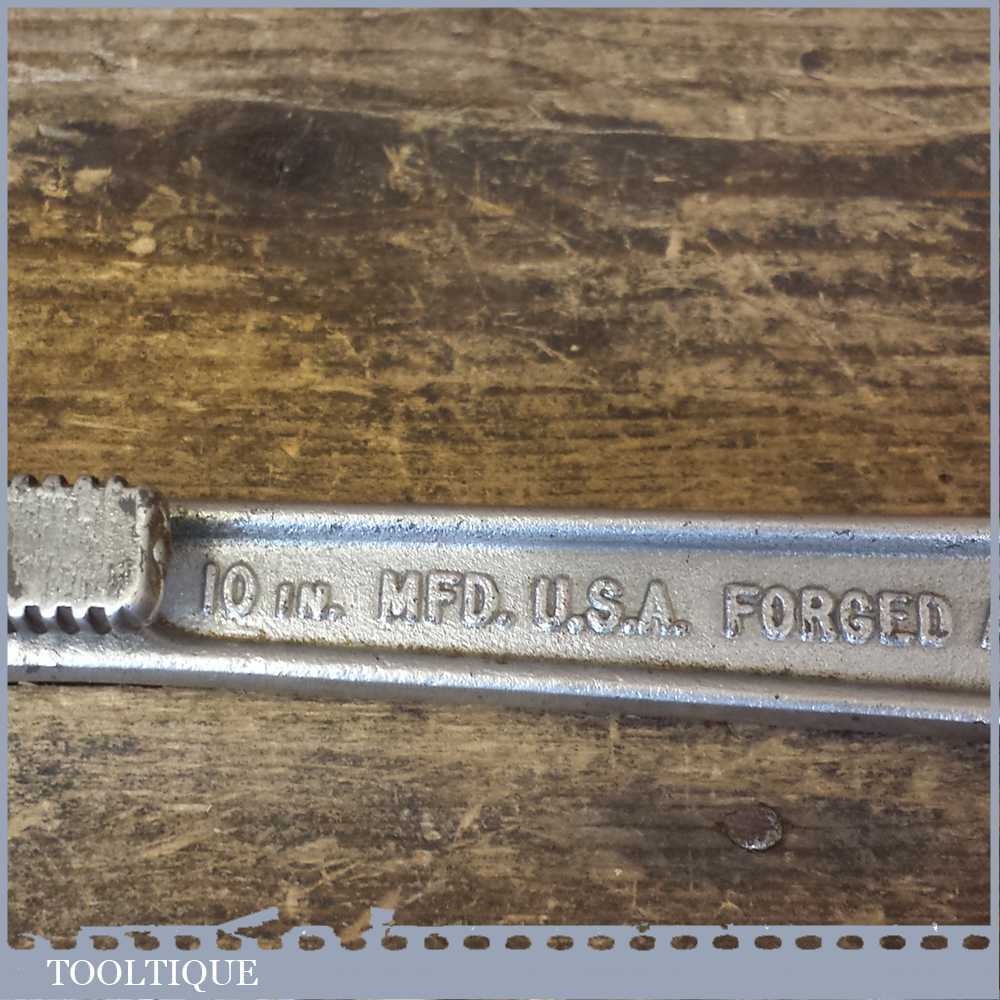 10 IN. MFD. U.S.A. FORGED
TOOLTIQUE